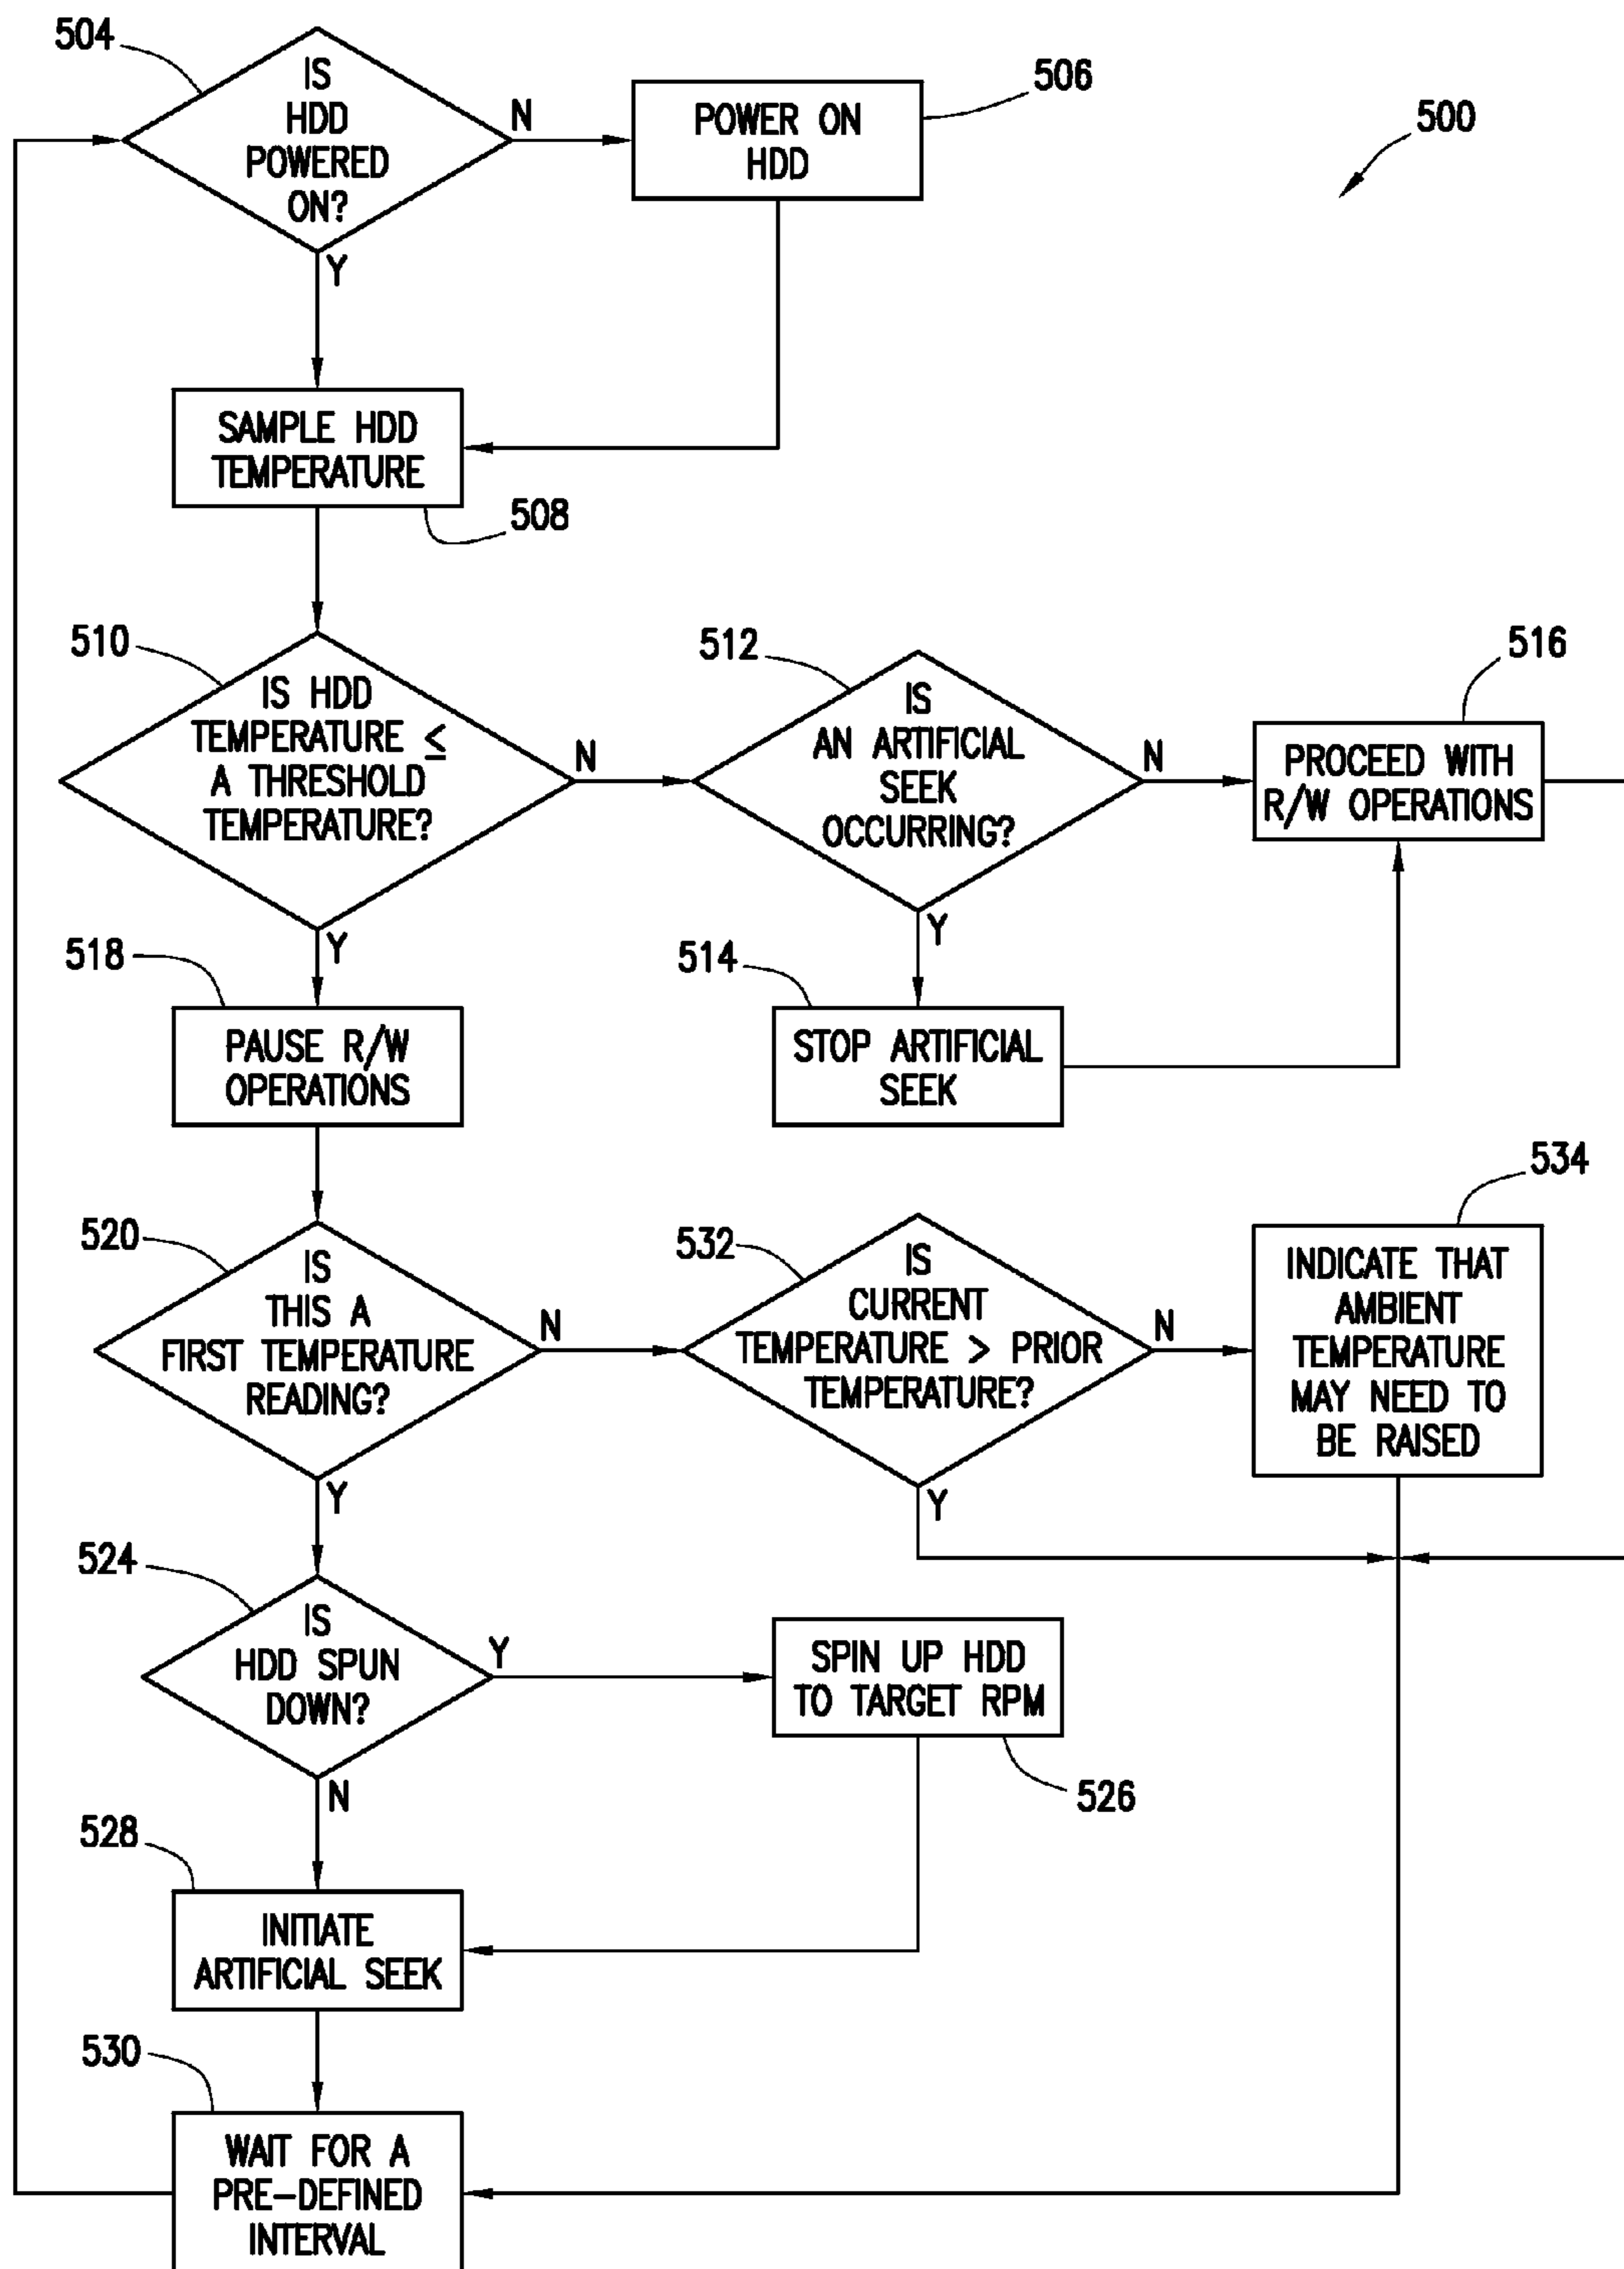 504
IS
HDD
POWERED
ON?
N
Y
POWER ON
HDD
506
500
SAMPLE HDD
TEMPERATURE
508
510
IS HDD
TEMPERATURE ≤
A THRESHOLD
TEMPERATURE?
N
Y
512
IS
AN ARTIFICIAL
SEEK
OCCURRING?
N
Y
516
PROCEED WITH
R/W OPERATIONS
518
PAUSE R/W
OPERATIONS
514
STOP ARTIFICIAL
SEEK
520
IS
THIS A
FIRST TEMPERATURE
READING?
N
Y
532
IS
CURRENT
TEMPERATURE > PRIOR
TEMPERATURE?
N
Y
534
INDICATE THAT
AMBIENT
TEMPERATURE
MAY NEED TO
BE RAISED
524
IS
HDD SPUN
DOWN?
Y
N
SPIN UP HDD
TO TARGET RPM
526
528
INITIATE
ARTIFICIAL SEEK
530
WAIT FOR A
PRE-DEFINED
INTERVAL